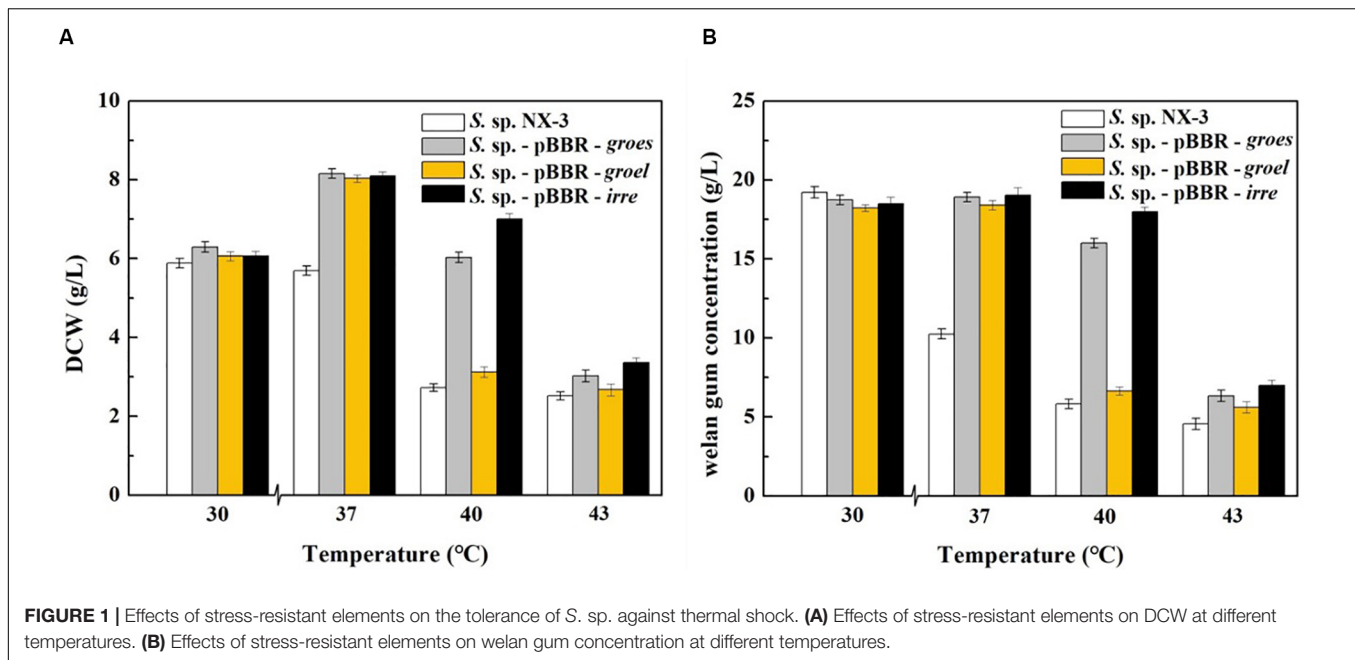 A
10
8
6
4
2
0
DCW (g/L)
S. sp. NX-3
S. sp. - pBBR - groes
S. sp. - pBBR - groel
S. sp. - pBBR - irre
30 37 40 43
Temperature (°C)
B
25
20
15
10
5
0
welan gum concentration (g/L)
S. sp. NX-3
S. sp. - pBBR - groes
S. sp. - pBBR - groel
S. sp. - pBBR - irre
30 37 40 43
Temperature (°C)
FIGURE 1 | Effects of stress-resistant elements on the tolerance of S. sp. against thermal shock. (A) Effects of stress-resistant elements on DCW at different
temperatures. (B) Effects of stress-resistant elements on welan gum concentration at different temperatures.